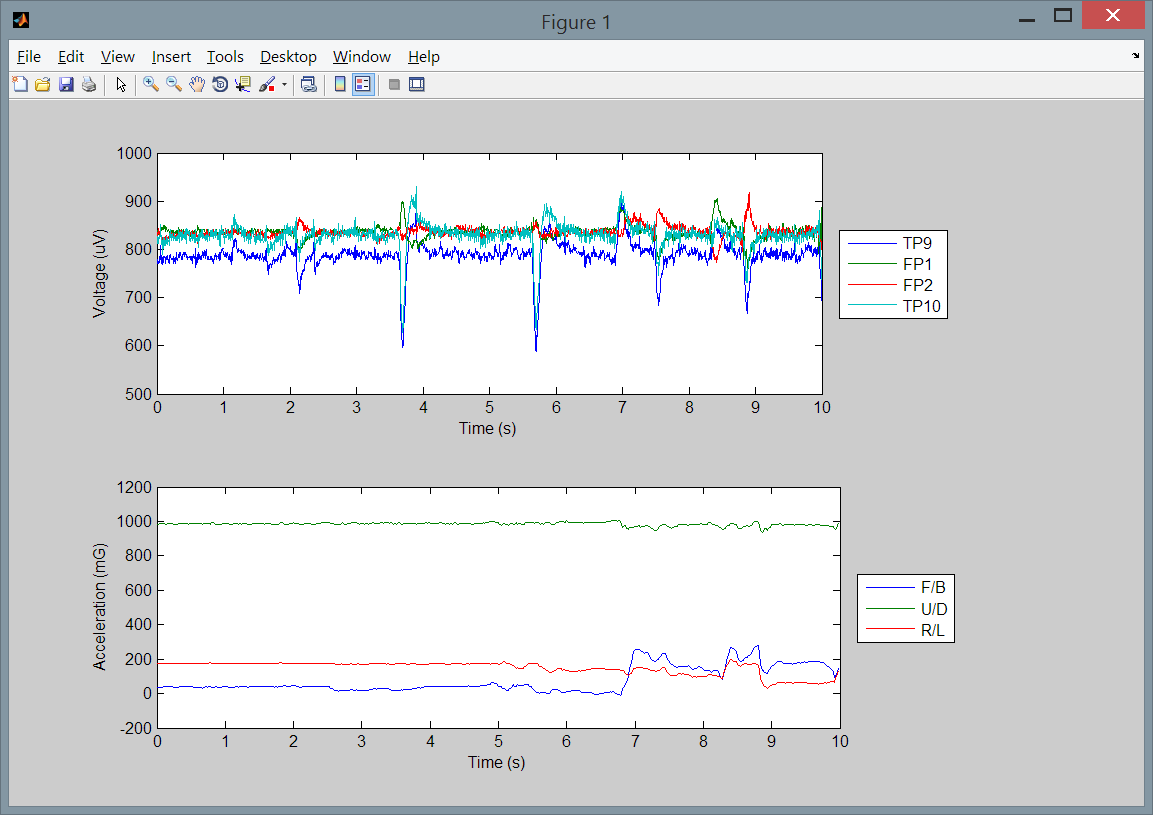 Figure 1
File Edit View Insert Tools Desktop Window Help
1000
900
800
700
600
500
Voltage (uV)
0 1 2 3 4 5 6 7 8 9 10
Time (s)
TP9
FP1
FP2
TP10
1200
1000
800
600
400
200
0
-200
Acceleration (mG)
0 1 2 3 4 5 6 7 8 9 10
Time (s)
F/B
U/D
R/L